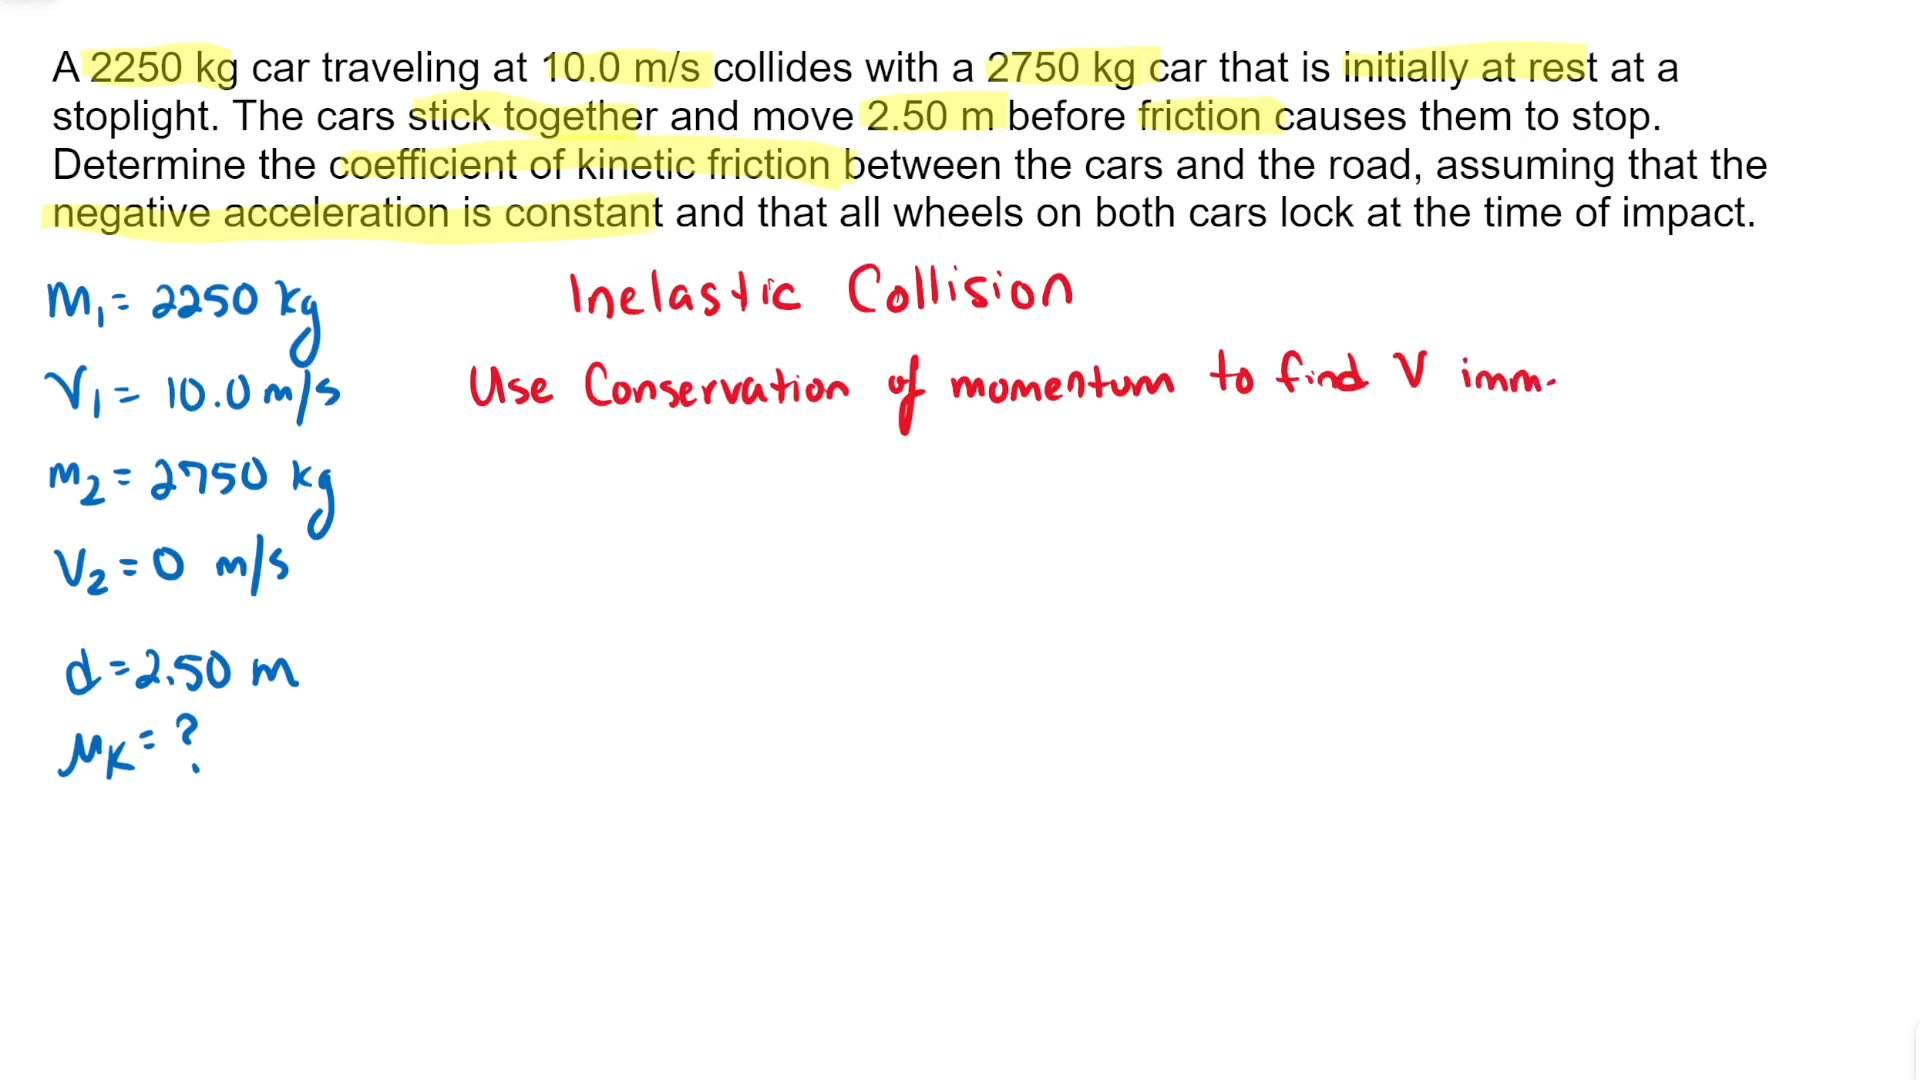 A 2250 kg car traveling at 10.0 m/s collides with a 2750 kg car that is initially at rest at a
stoplight. The cars stick together and move 2.50 m before friction causes them to stop.
Determine the coefficient of kinetic friction between the cars and the road, assuming that the
negative acceleration is constant and that all wheels on both cars lock at the time of impact.
m₁ = 2250 kg
Inelastic Collision
v₁ = 10.0 m/s
Use Conservation of momentum to find V imm.
m₂ = 2750 kg
V₂ = 0 m/s
d = 2.50 m
μₖ = ?